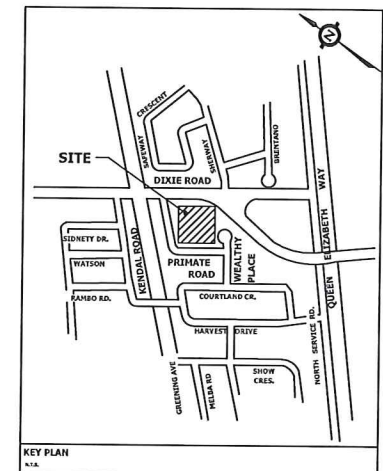 N
CRESCENT
SAFEWAY
SHERWAY
BRENTANO
SITE
DIXIE ROAD
QUEEN ELIZABETH WAY
SIDNETY DR.
WATSON
RAMBO RD.
KENDAL ROAD
PRIMATE
ROAD
WEALTHY
PLACE
COURTLAND CR.
HARVEST DRIVE
NORTH SERVICE RD.
GREENING AVE
MELBA RD
SHOW
CRES.
KEY PLAN
N.T.S.